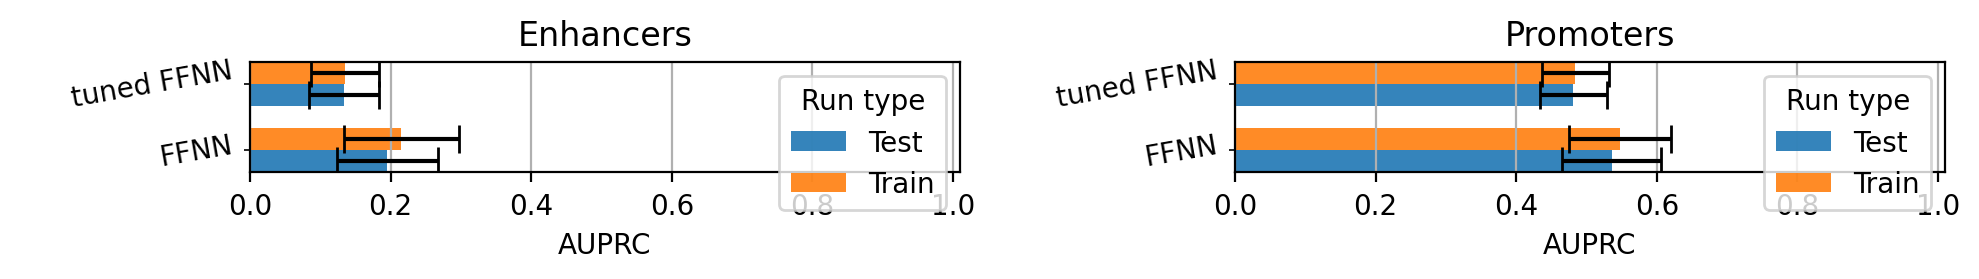 Enhancers
tuned FFNN
FFNN
Run type
Test
Train
0.0 0.2 0.4 0.6 0.8 1.0
AUPRC
Promoters
tuned FFNN
FFNN
Run type
Test
Train
0.0 0.2 0.4 0.6 0.8 1.0
AUPRC